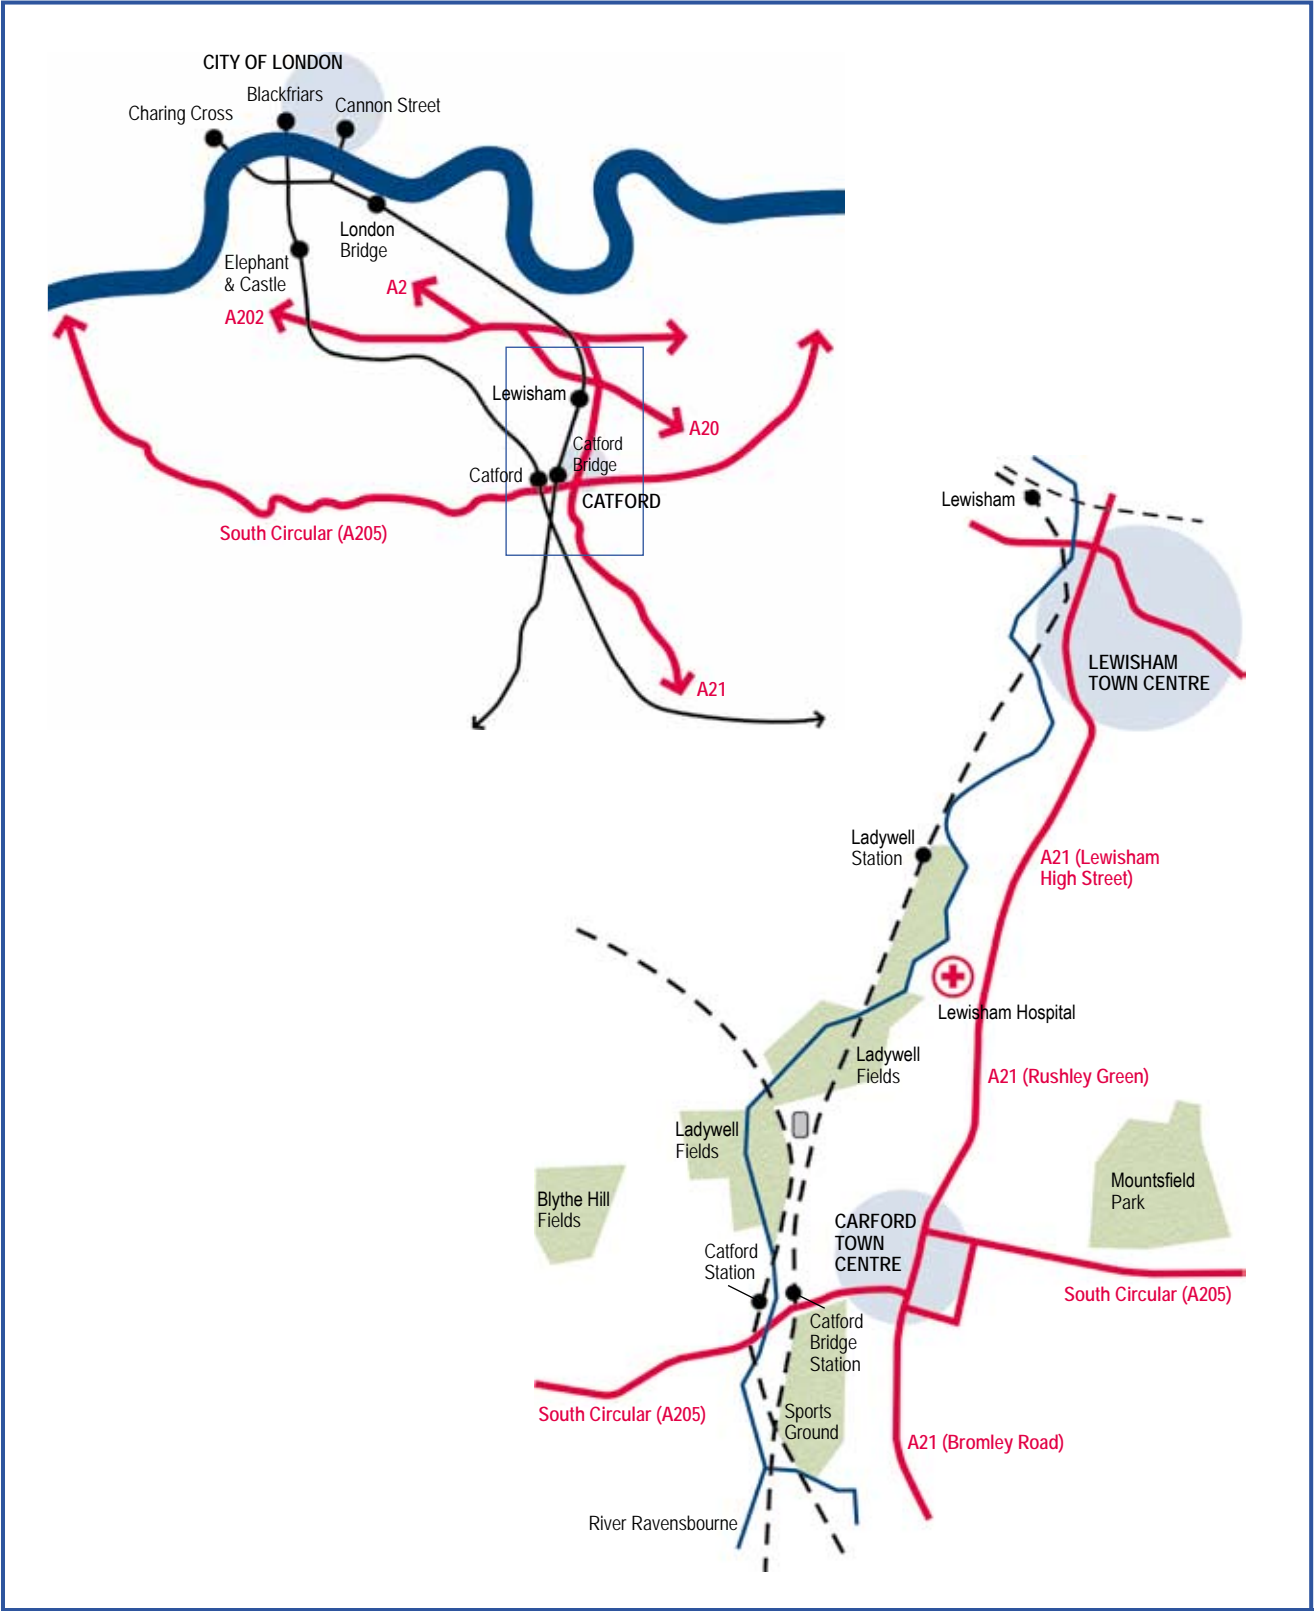 CITY OF LONDON
Blackfriars
Cannon Street
Charing Cross
London
Bridge
Elephant
& Castle
A2
A202
Lewisham
A20
Catford
Bridge
Catford
CATFORD
South Circular (A205)
A21
Lewisham
LEWISHAM
TOWN CENTRE
Ladywell
Station
A21 (Lewisham
High Street)
Lewisham Hospital
Ladywell
Fields
A21 (Rushley Green)
Ladywell
Fields
Mountsfield
Park
Blythe Hill
Fields
CARFORD
TOWN
CENTRE
Catford
Station
South Circular (A205)
Catford
Bridge
Station
South Circular (A205)
Sports
Ground
A21 (Bromley Road)
River Ravensbourne